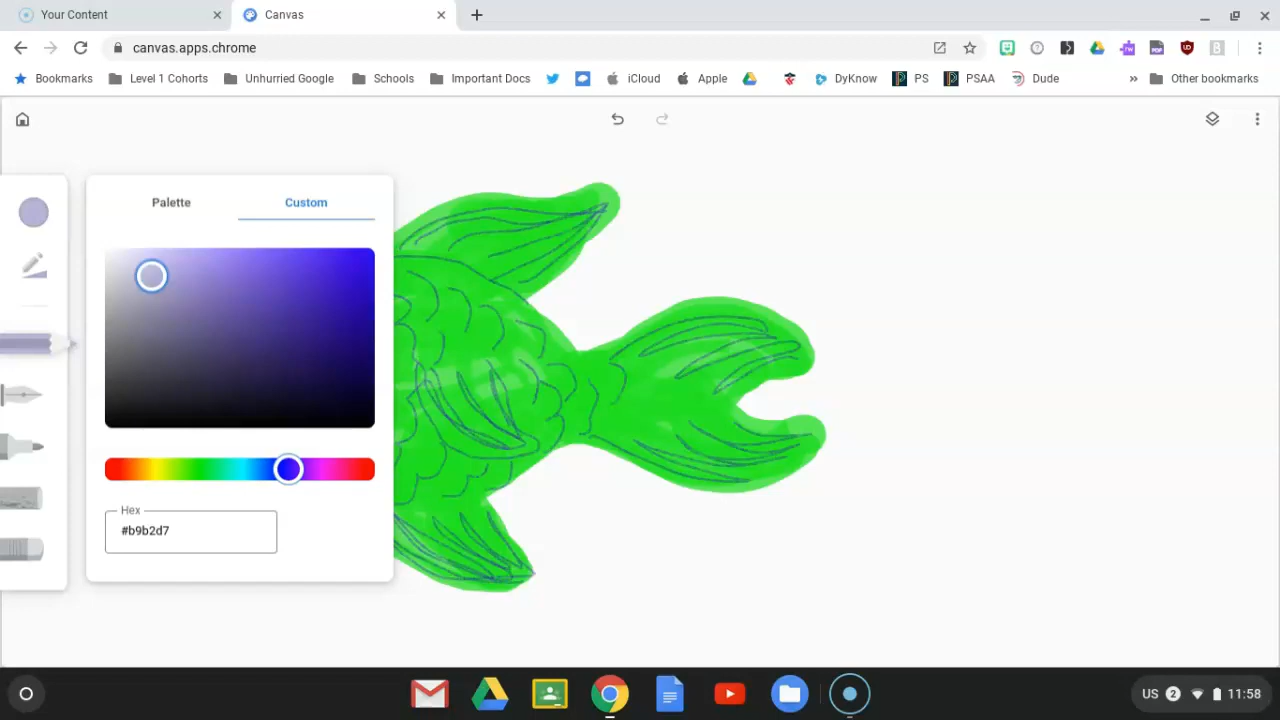 Your Content
Canvas
canvas.apps.chrome
Bookmarks
Level 1 Cohorts
Unhurried Google
Schools
Important Docs
iCloud
Apple
DyKnow
PS
PSAA
Dude
»
Other bookmarks
Palette
Custom
Hex
#b9b2d7
US 2 11:58